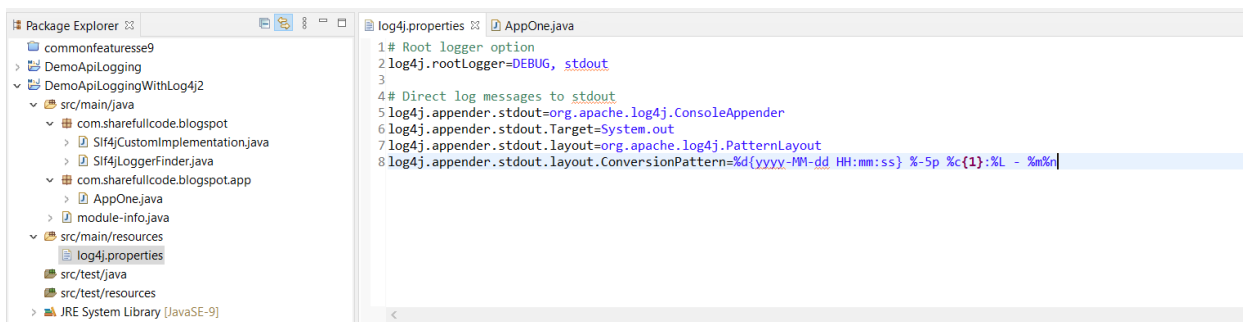 Package Explorer
commonfeaturesse9
DemoApiLogging
DemoApiLoggingWithLog4j2
src/main/java
com.sharefullcode.blogspot
Slf4jCustomImplementation.java
Slf4jLoggerFinder.java
com.sharefullcode.blogspot.app
AppOne.java
module-info.java
src/main/resources
log4j.properties
src/test/java
src/test/resources
JRE System Library [JavaSE-9]
log4j.properties AppOne.java
1 # Root logger option
2 log4j.rootLogger=DEBUG, stdout
3
4 # Direct log messages to stdout
5 log4j.appender.stdout=org.apache.log4j.ConsoleAppender
6 log4j.appender.stdout.Target=System.out
7 log4j.appender.stdout.layout=org.apache.log4j.PatternLayout
8 log4j.appender.stdout.layout.ConversionPattern=%d{yyyy-MM-dd HH:mm:ss} %-5p %c{1}:%L - %m%n